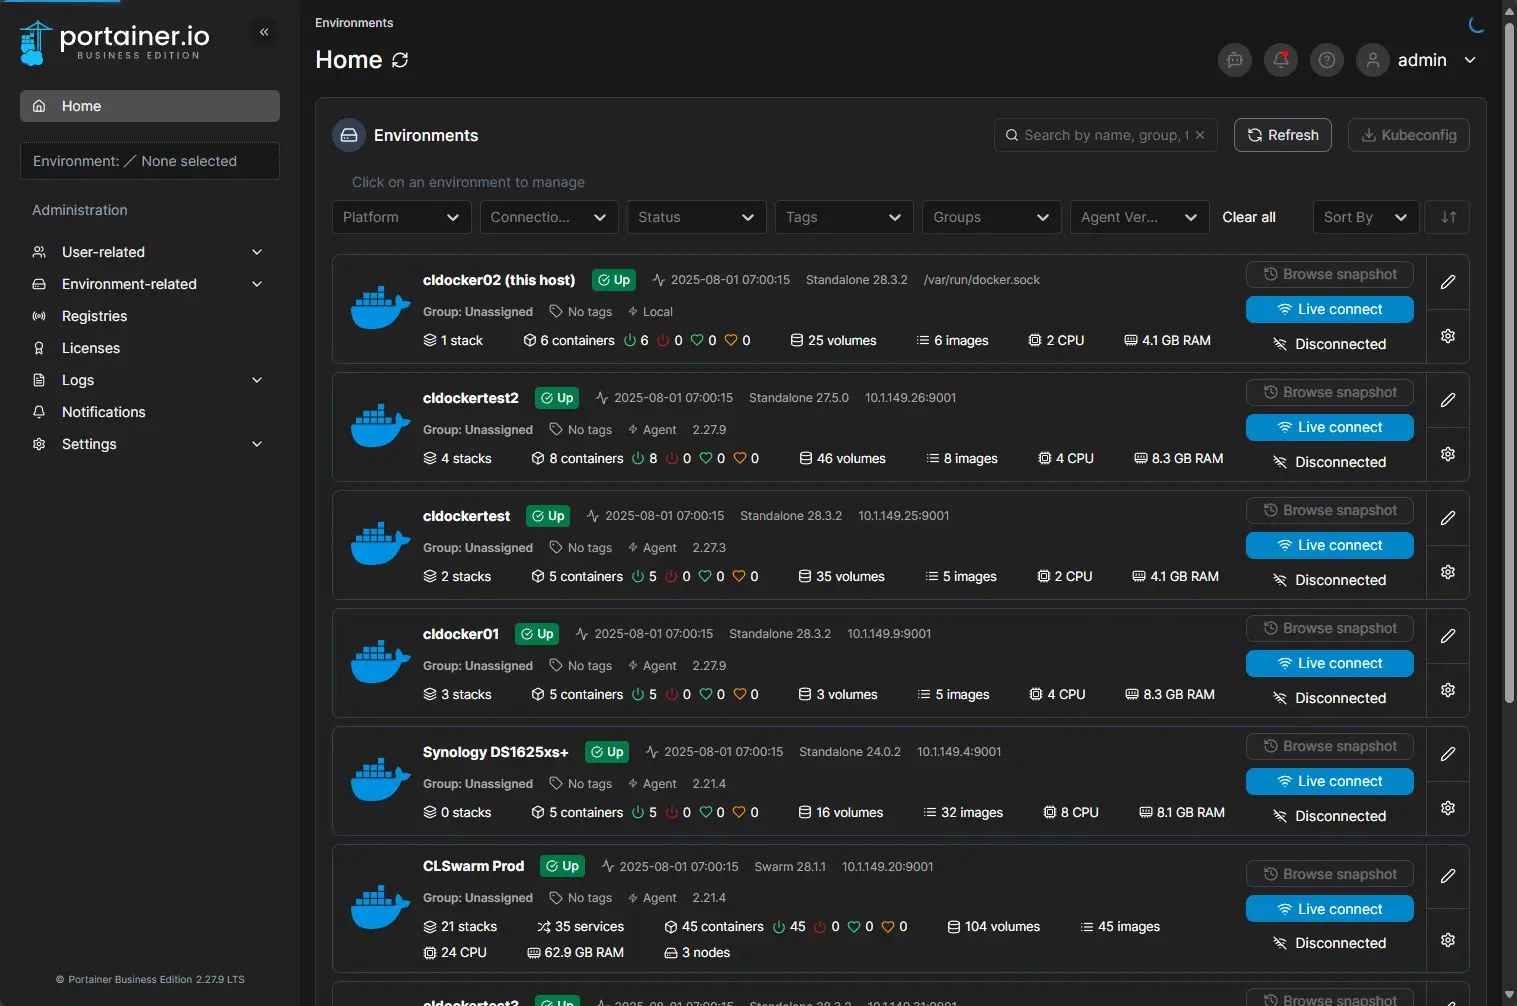 portainer.io
BUSINESS EDITION
Home
Environment: None selected
Administration
User-related
Environment-related
Registries
Licenses
Logs
Notifications
Settings
© Portainer Business Edition 2.27.9 LTS
Environments
Home
admin
Environments
Search by name, group, t
Refresh
Kubeconfig
Click on an environment to manage
Platform Connectio... Status Tags Groups Agent Ver... Clear all Sort By
cldocker02 (this host) Up 2025-08-01 07:00:15 Standalone 28.3.2 /var/run/docker.sock
Group: Unassigned No tags Local
1 stack 6 containers 6 0 0 0 25 volumes 6 images 2 CPU 4.1 GB RAM
Browse snapshot
Live connect
Disconnected
cldockertest2 Up 2025-08-01 07:00:15 Standalone 27.5.0 10.1.149.26:9001
Group: Unassigned No tags Agent 2.27.9
4 stacks 8 containers 8 0 0 0 46 volumes 8 images 4 CPU 8.3 GB RAM
Browse snapshot
Live connect
Disconnected
cldockertest Up 2025-08-01 07:00:15 Standalone 28.3.2 10.1.149.25:9001
Group: Unassigned No tags Agent 2.27.3
2 stacks 5 containers 5 0 0 0 35 volumes 5 images 2 CPU 4.1 GB RAM
Browse snapshot
Live connect
Disconnected
cldocker01 Up 2025-08-01 07:00:15 Standalone 28.3.2 10.1.149.9:9001
Group: Unassigned No tags Agent 2.27.9
3 stacks 5 containers 5 0 0 0 3 volumes 5 images 4 CPU 8.3 GB RAM
Browse snapshot
Live connect
Disconnected
Synology DS1625xs+ Up 2025-08-01 07:00:15 Standalone 24.0.2 10.1.149.4:9001
Group: Unassigned No tags Agent 2.21.4
0 stacks 5 containers 5 0 0 0 16 volumes 32 images 8 CPU 8.1 GB RAM
Browse snapshot
Live connect
Disconnected
CLSwarm Prod Up 2025-08-01 07:00:15 Swarm 28.1.1 10.1.149.20:9001
Group: Unassigned No tags Agent 2.21.4
21 stacks 35 services 45 containers 45 0 0 0 104 volumes 45 images
24 CPU 62.9 GB RAM 3 nodes
Browse snapshot
Live connect
Disconnected
cldockertest3 Up 2025-08-01 07:00:15 Standalone 28.3.2 10.1.149.31:9001
Browse snapshot